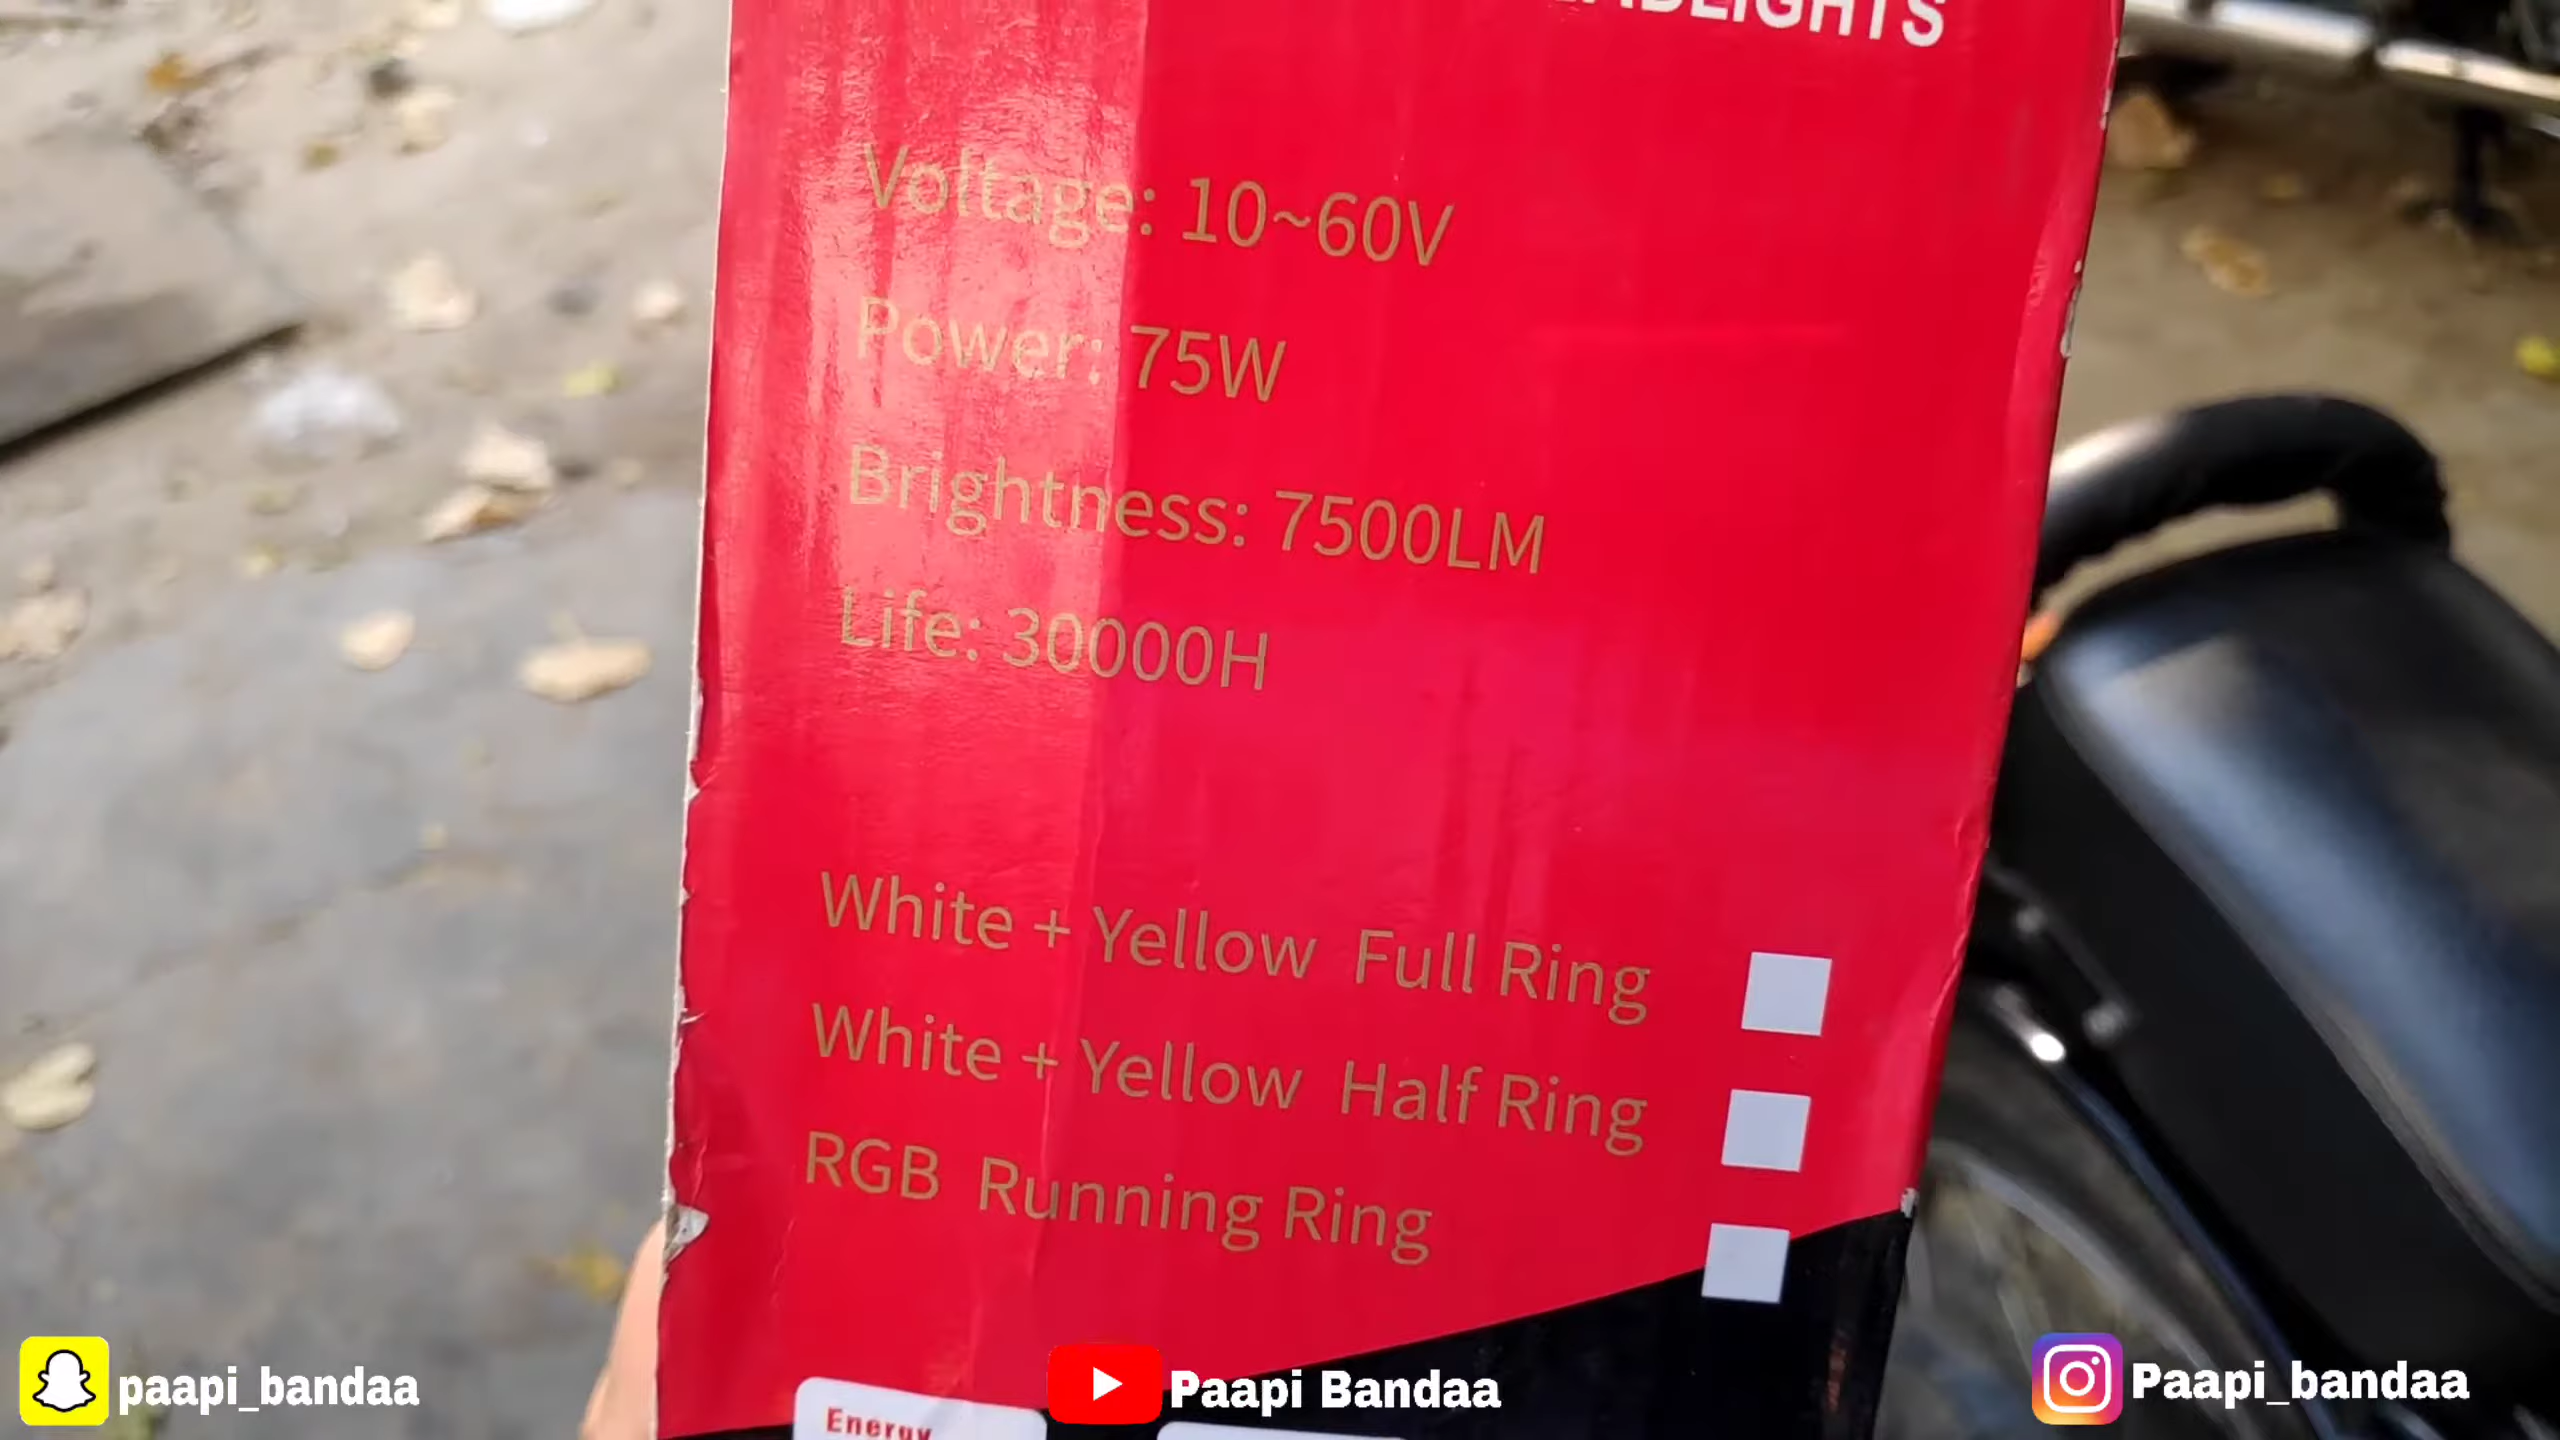 Voltage: 10~60V
Power: 75W
Brightness: 7500LM
Life: 30000H
White + Yellow Full Ring
White + Yellow Half Ring
RGB Running Ring
Energy
paapi_bandaa
Paapi Bandaa
Paapi_bandaa